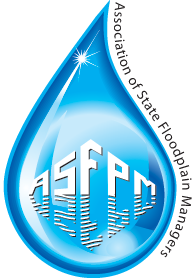 Association of State Floodplain Managers
ASFPM